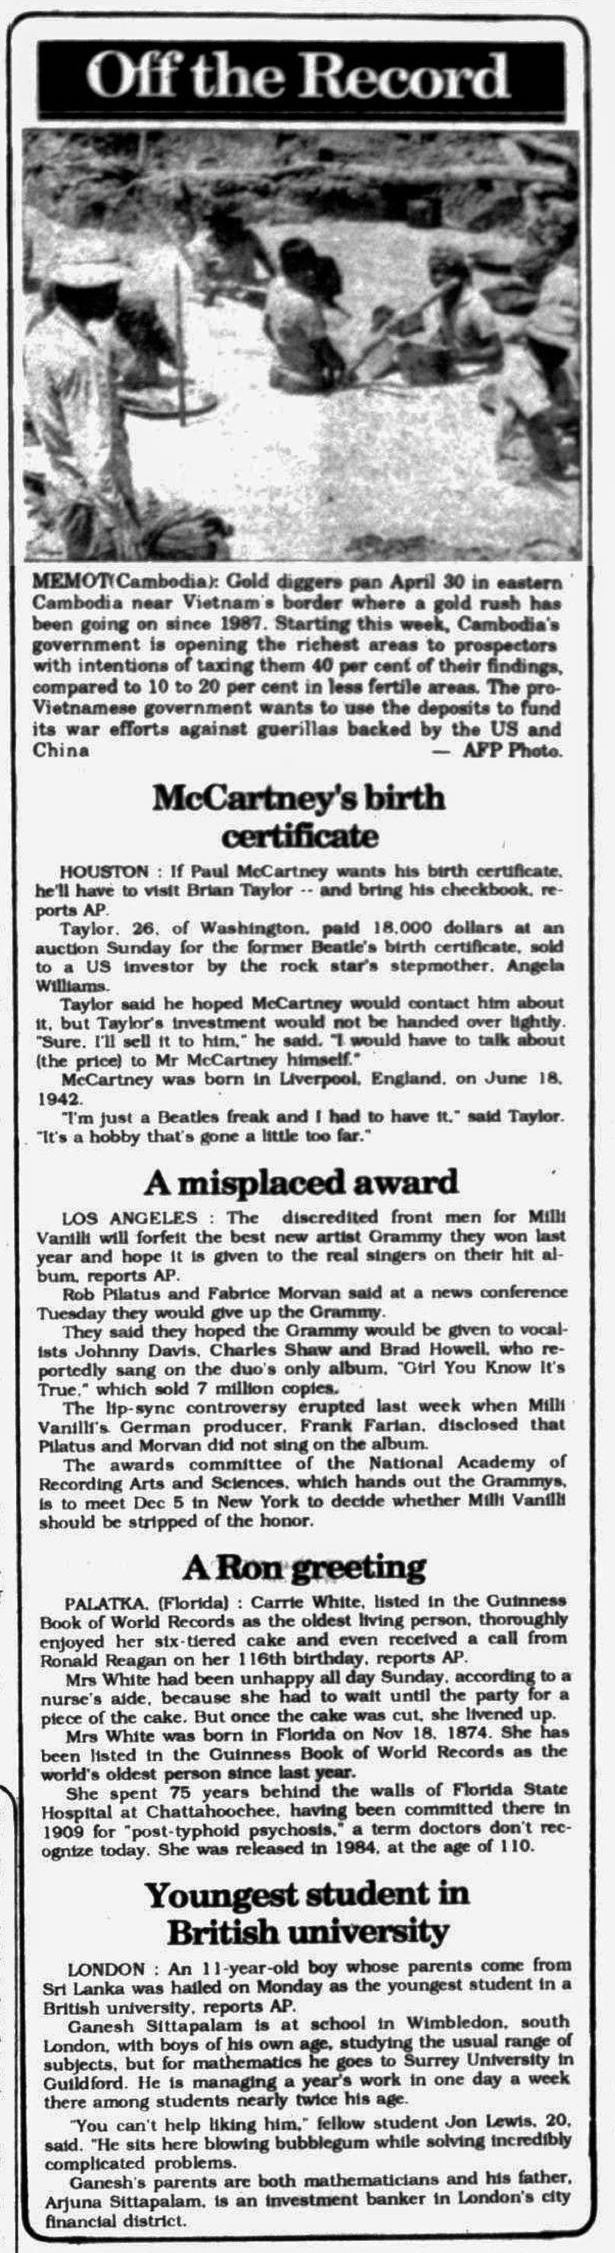 Off the Record
MEMOT(Cambodia): Gold diggers pan April 30 in eastern
Cambodia near Vietnam's border where a gold rush has
been going on since 1987. Starting this week, Cambodia's
government is opening the richest areas to prospectors
with intentions of taxing them 40 per cent of their findings,
compared to 10 to 20 per cent in less fertile areas. The pro-
Vietnamese government wants to use the deposits to fund
its war efforts against guerillas backed by the US and
China — AFP Photo.
McCartney's birth
certificate
HOUSTON : If Paul McCartney wants his birth certificate,
he'll have to visit Brian Taylor -- and bring his checkbook, re-
ports AP.
Taylor, 26, of Washington, paid 18,000 dollars at an
auction Sunday for the former Beatle's birth certificate, sold
to a US investor by the rock star's stepmother, Angela
Williams.
Taylor said he hoped McCartney would contact him about
it, but Taylor's investment would not be handed over lightly.
"Sure, I'll sell it to him," he said. "I would have to talk about
(the price) to Mr McCartney himself."
McCartney was born in Liverpool, England, on June 18,
1942.
"I'm just a Beatles freak and I had to have it," said Taylor.
"It's a hobby that's gone a little too far."
A misplaced award
LOS ANGELES : The discredited front men for Milli
Vanilli will forfeit the best new artist Grammy they won last
year and hope it is given to the real singers on their hit al-
bum, reports AP.
Rob Pilatus and Fabrice Morvan said at a news conference
Tuesday they would give up the Grammy.
They said they hoped the Grammy would be given to vocal-
ists Johnny Davis, Charles Shaw and Brad Howell, who re-
portedly sang on the duo's only album, "Girl You Know It's
True," which sold 7 million copies.
The lip-sync controversy erupted last week when Milli
Vanilli's German producer, Frank Farian, disclosed that
Pilatus and Morvan did not sing on the album.
The awards committee of the National Academy of
Recording Arts and Sciences, which hands out the Grammys,
is to meet Dec 5 in New York to decide whether Milli Vanilli
should be stripped of the honor.
A Ron greeting
PALATKA, (Florida) : Carrie White, listed in the Guinness
Book of World Records as the oldest living person, thoroughly
enjoyed her six-tiered cake and even received a call from
Ronald Reagan on her 116th birthday, reports AP.
Mrs White had been unhappy all day Sunday, according to a
nurse's aide, because she had to wait until the party for a
piece of the cake. But once the cake was cut, she livened up.
Mrs White was born in Florida on Nov 18, 1874. She has
been listed in the Guinness Book of World Records as the
world's oldest person since last year.
She spent 75 years behind the walls of Florida State
Hospital at Chattahoochee, having been committed there in
1909 for "post-typhoid psychosis," a term doctors don't rec-
ognize today. She was released in 1984, at the age of 110.
Youngest student in
British university
LONDON : An 11-year-old boy whose parents come from
Sri Lanka was hailed on Monday as the youngest student in a
British university, reports AP.
Ganesh Sittapalam is at school in Wimbledon, south
London, with boys of his own age, studying the usual range of
subjects, but for mathematics he goes to Surrey University in
Guildford. He is managing a year's work in one day a week
there among students nearly twice his age.
"You can't help liking him," fellow student Jon Lewis, 20,
said. "He sits here blowing bubblegum while solving incredibly
complicated problems.
Ganesh's parents are both mathematicians and his father,
Arjuna Sittapalam, is an investment banker in London's city
financial district.